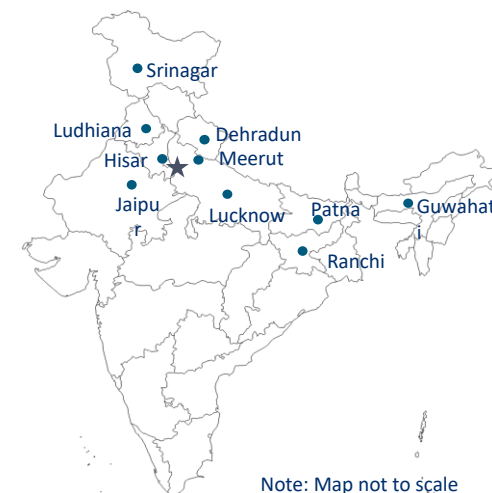 Srinagar
Ludhiana
Dehradun
Hisar
Meerut
Jaipu
r
Lucknow
Patna
Guwahat
i
Ranchi
Note: Map not to scale